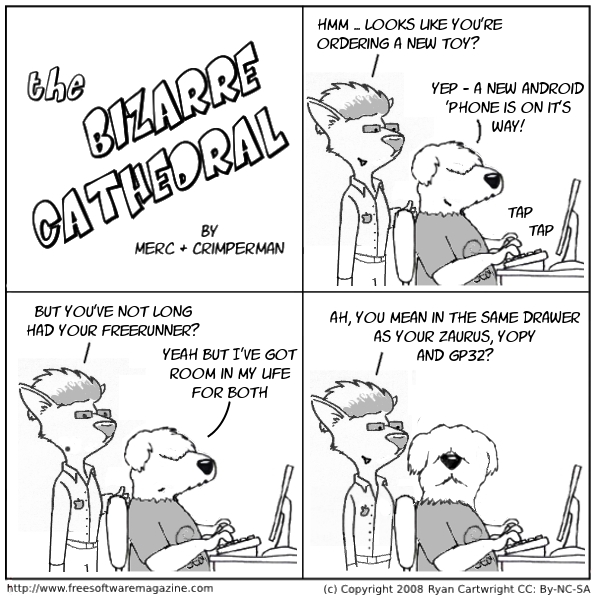 the
BIZARRE
CATHEDRAL
BY
MERC + CRIMPERMAN
HMM .. LOOKS LIKE YOU'RE
ORDERING A NEW TOY?
YEP - A NEW ANDROID
'PHONE IS ON IT'S
WAY!
TAP
TAP
BUT YOU'VE NOT LONG
HAD YOUR FREERUNNER?
YEAH BUT I'VE GOT
ROOM IN MY LIFE
FOR BOTH
AH, YOU MEAN IN THE SAME DRAWER
AS YOUR ZAURUS, YOPY
AND GP32?
http://www.freesoftwaremagazine.com
(c) Copyright 2008 Ryan Cartwright CC: By-NC-SA